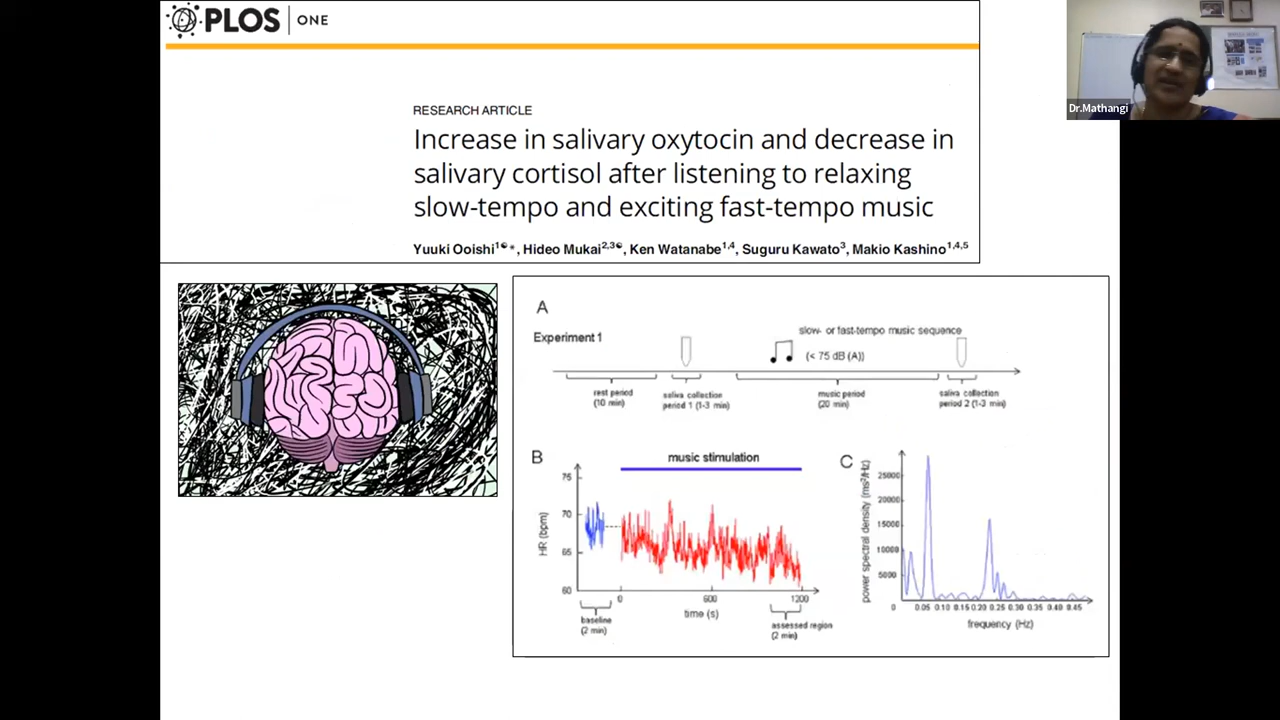 PLOS ONE
Dr.Mathangi
RESEARCH ARTICLE
Increase in salivary oxytocin and decrease in
salivary cortisol after listening to relaxing
slow-tempo and exciting fast-tempo music
Yuuki Ooishi1☯*, Hideo Mukai2,3☯, Ken Watanabe1,4, Suguru Kawato3, Makio Kashino1,4,5
A
Experiment 1
slow- or fast-tempo music sequence
(< 75 dB (A))
rest period
(10 min)
saliva collection
period 1 (1-3 min)
music period
(20 min)
saliva collection
period 2 (1-3 min)
B
music stimulation
75
70
65
60
HR (bpm)
0
600
1200
time (s)
baseline
(2 min)
assessed region
(2 min)
C
power spectral density (ms²/Hz)
25000
20000
15000
10000
5000
0
0.05 0.10 0.15 0.20 0.25 0.30 0.35 0.40 0.45
frequency (Hz)